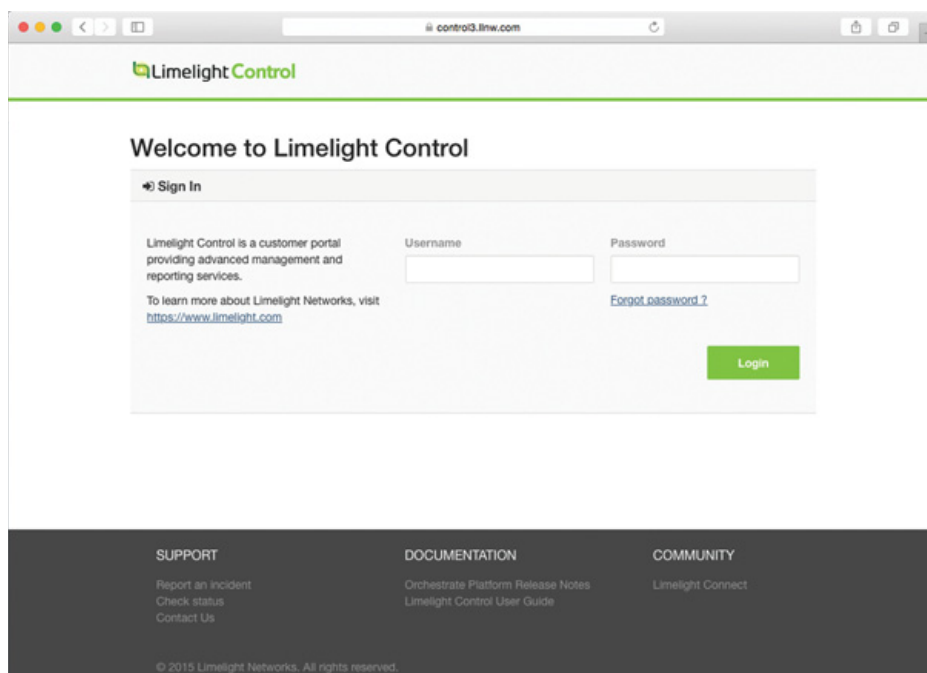 control3.llnw.com
Limelight Control
Welcome to Limelight Control
Sign In
Limelight Control is a customer portal
providing advanced management and
reporting services.
To learn more about Limelight Networks, visit
https://www.limelight.com
Username
Password
Forgot password ?
Login
SUPPORT
Report an incident
Check status
Contact Us
DOCUMENTATION
Orchestrate Platform Release Notes
Limelight Control User Guide
COMMUNITY
Limelight Connect
© 2015 Limelight Networks. All rights reserved.